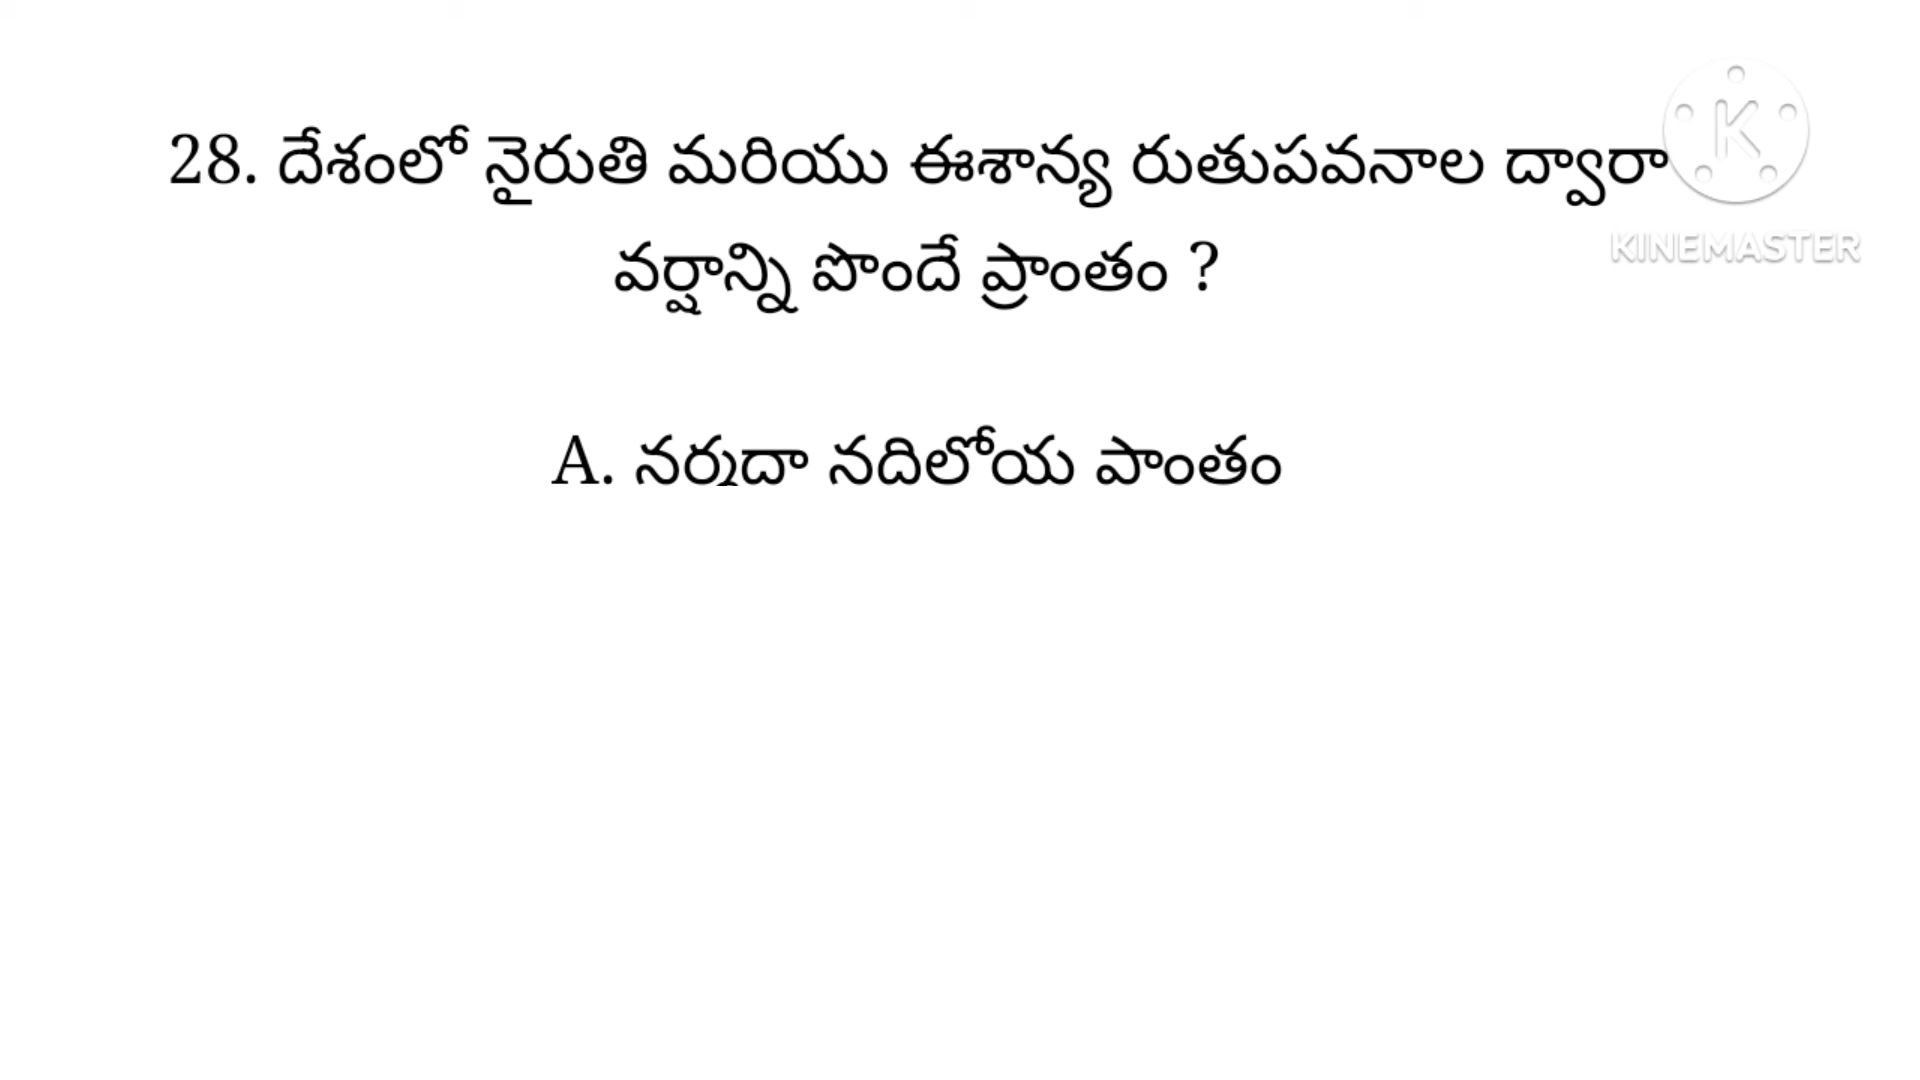 28. దేశంలో నైరుతి మరియు ఈశాన్య రుతుపవనాల ద్వారా
వర్షాన్ని పొందే ప్రాంతం ?
A. నర్మదా నదిలోయ ప్రాంతం
KINEMASTER